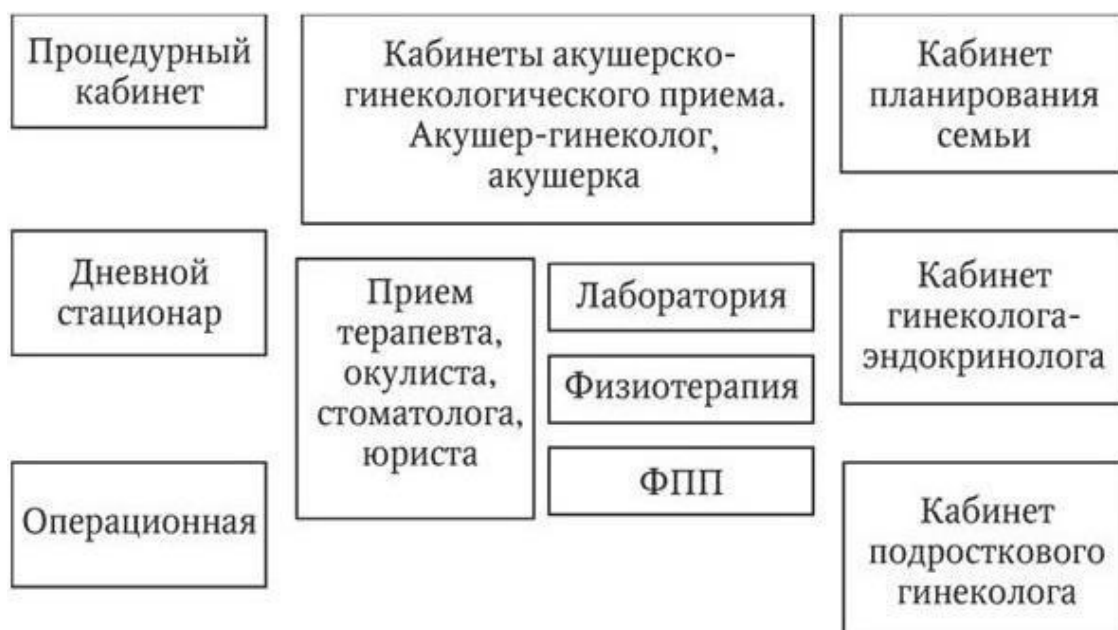 Процедурный
кабинет
Кабинеты акушерско-
гинекологического приема.
Акушер-гинеколог,
акушерка
Кабинет
планирования
семьи
Дневной
стационар
Прием
терапевта,
окулиста,
стоматолога,
юриста
Лаборатория
Физиотерапия
ФПП
Кабинет
гинеколога-
эндокринолога
Операционная
Кабинет
подросткового
гинеколога